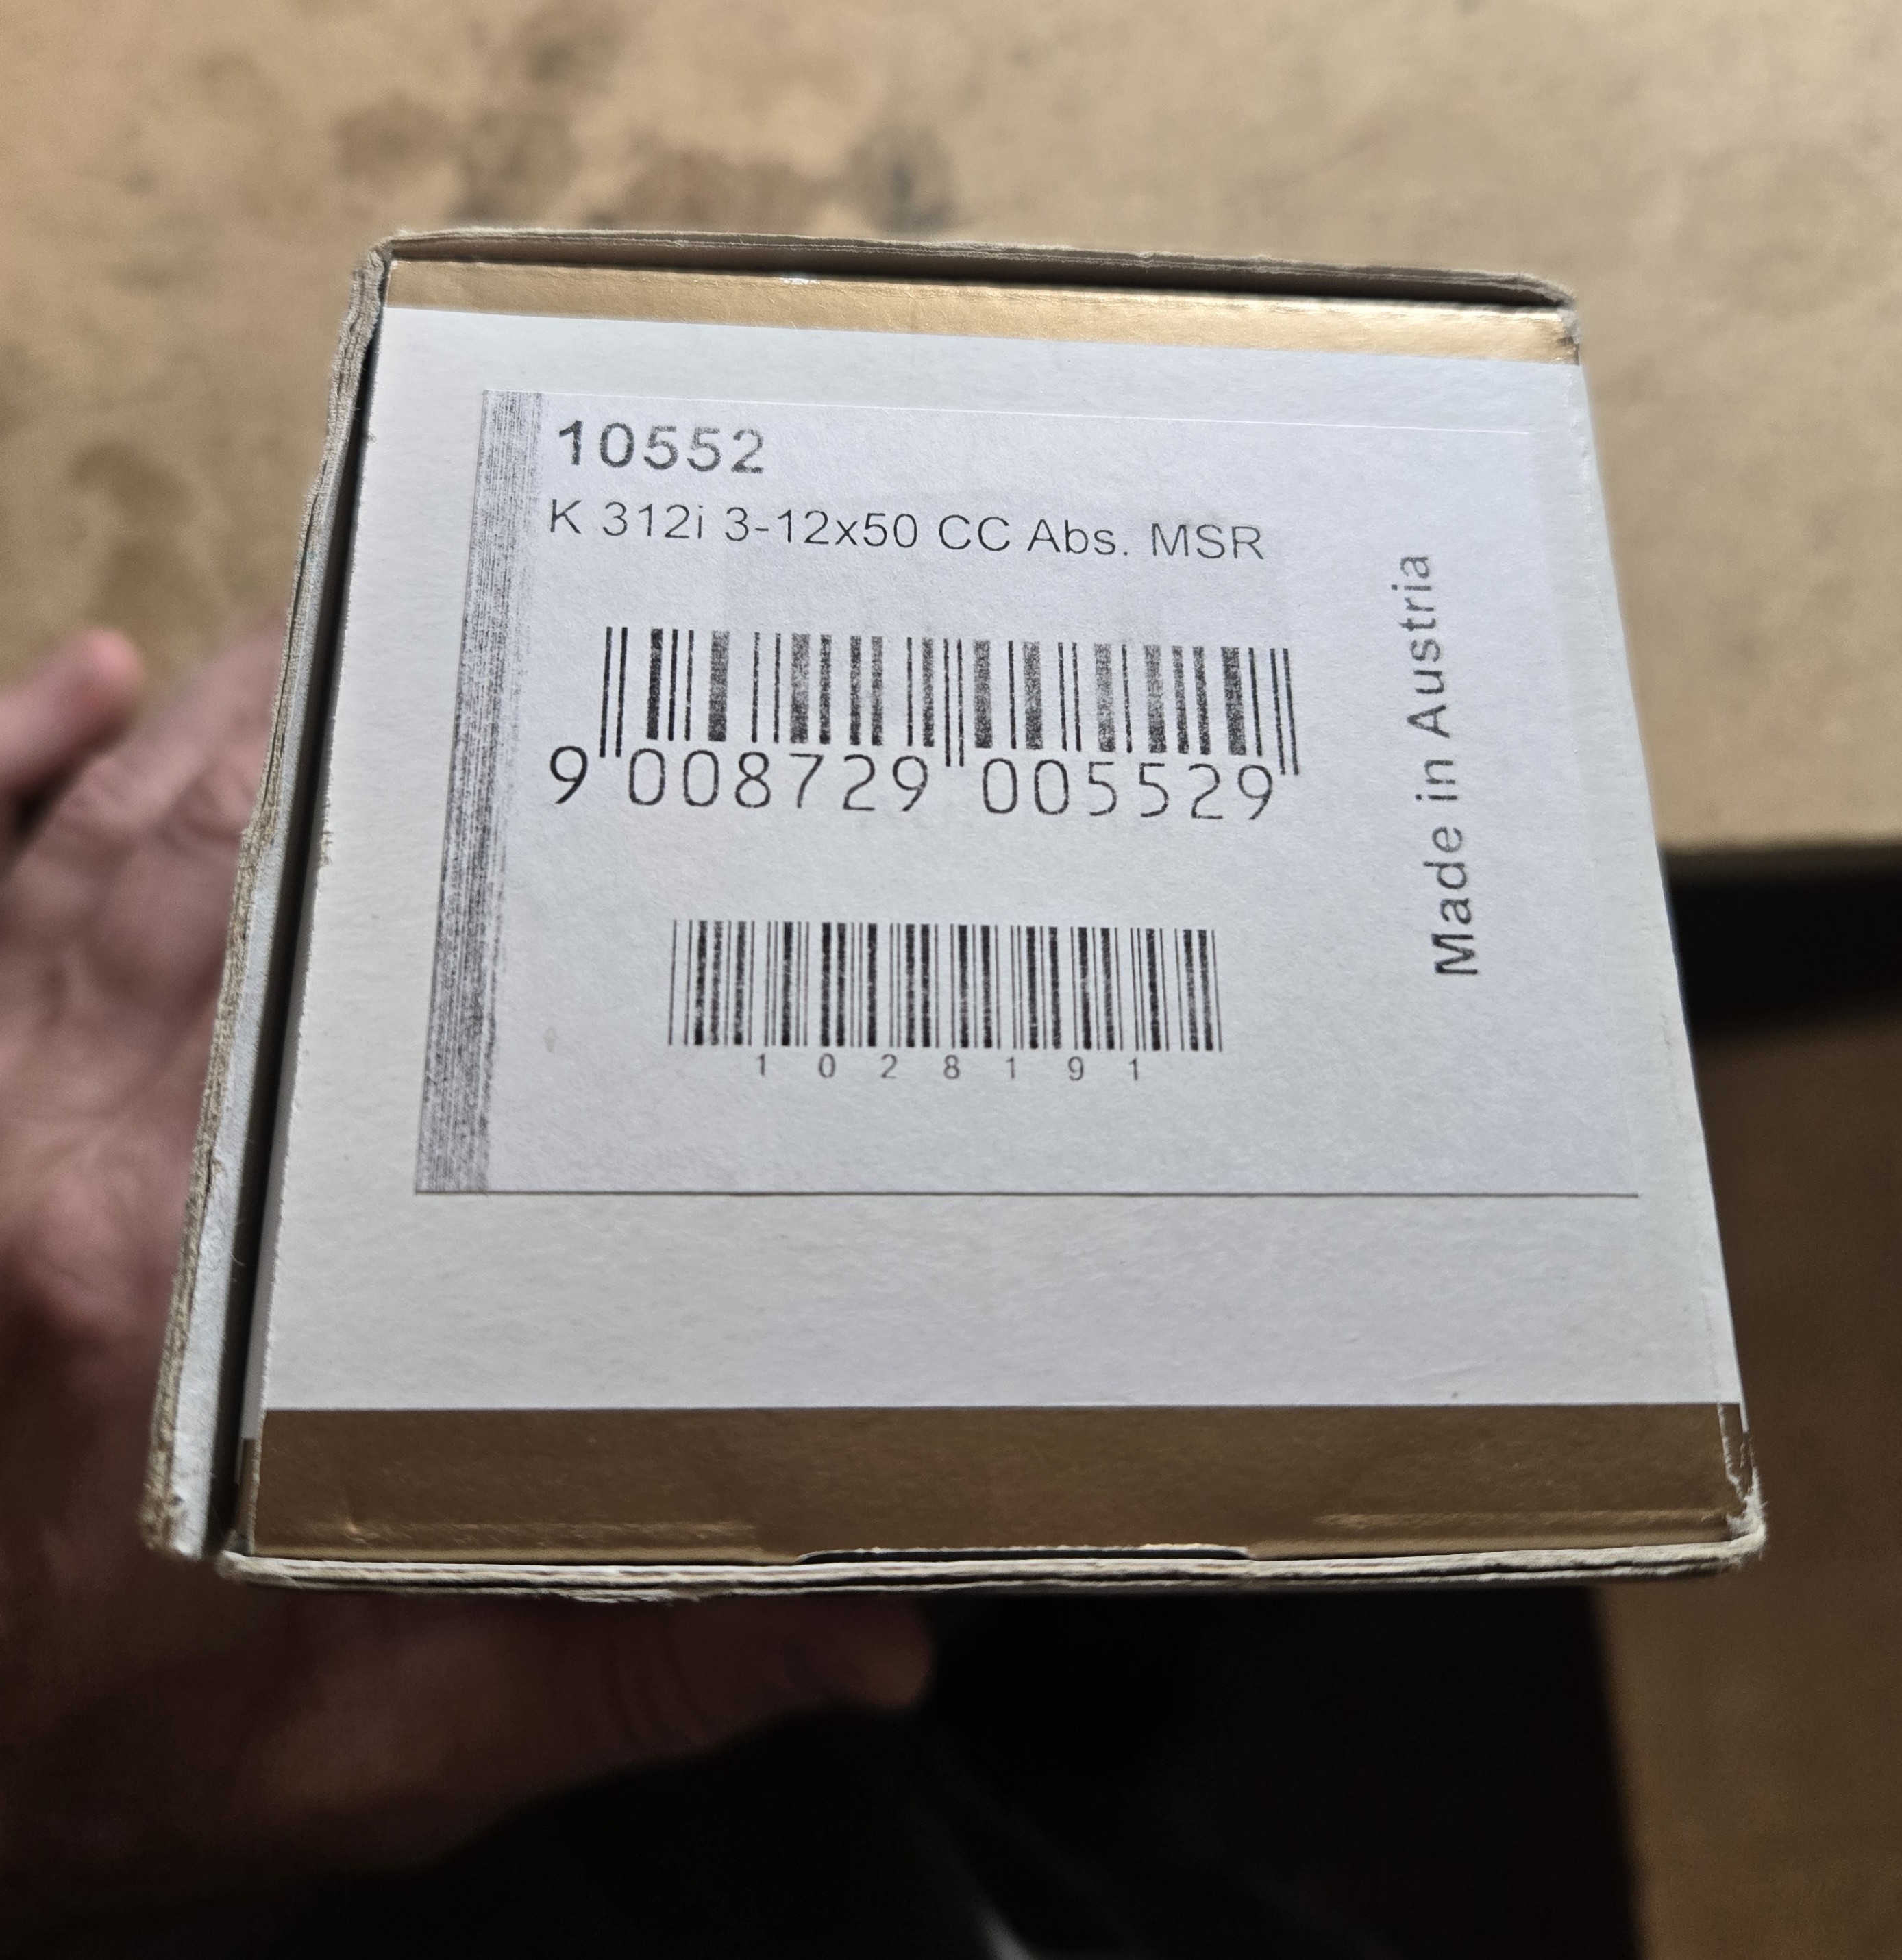 10552
K 312i 3-12x50 CC Abs. MSR
9 008729 005529
1 0 2 8 1 9 1
Made in Austria